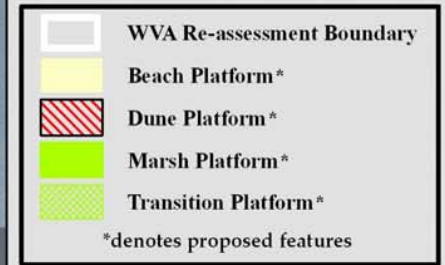 WVA Re-assessment Boundary
Beach Platform*
Dune Platform*
Marsh Platform*
Transition Platform*
*denotes proposed features